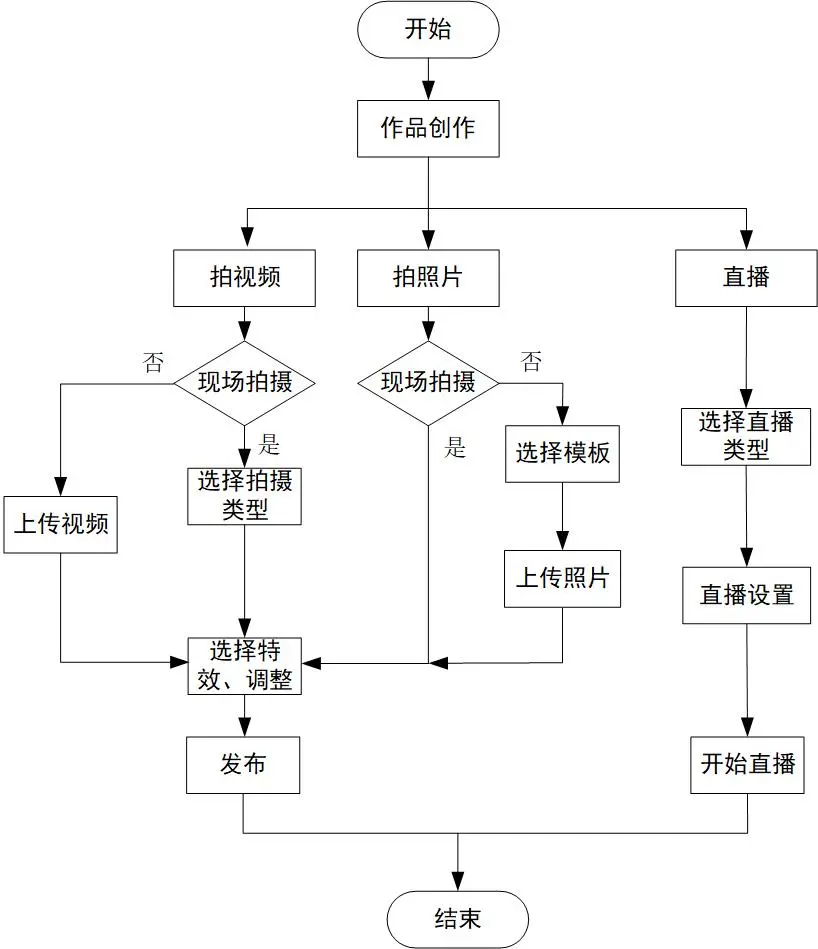 开始
作品创作
拍视频
拍照片
直播
否
现场拍摄
现场拍摄
否
选择直播
类型
是
是
选择模板
选择拍摄
类型
上传视频
上传照片
直播设置
选择特
效、调整
发布
开始直播
结束